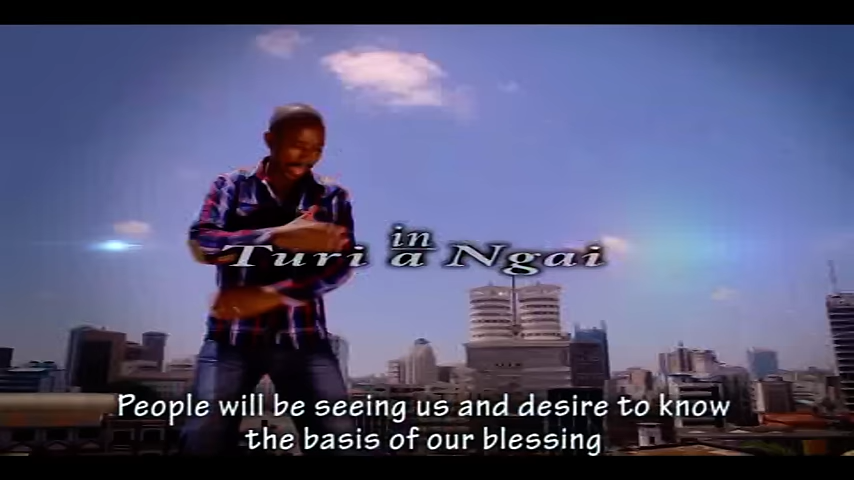 in
Turi a Ngai
People will be seeing us and desire to know
the basis of our blessing